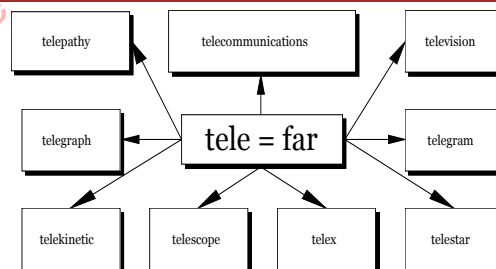 telepathy
telecommunications
television
telegraph
tele = far
telegram
telekinetic
telescope
telex
telestar